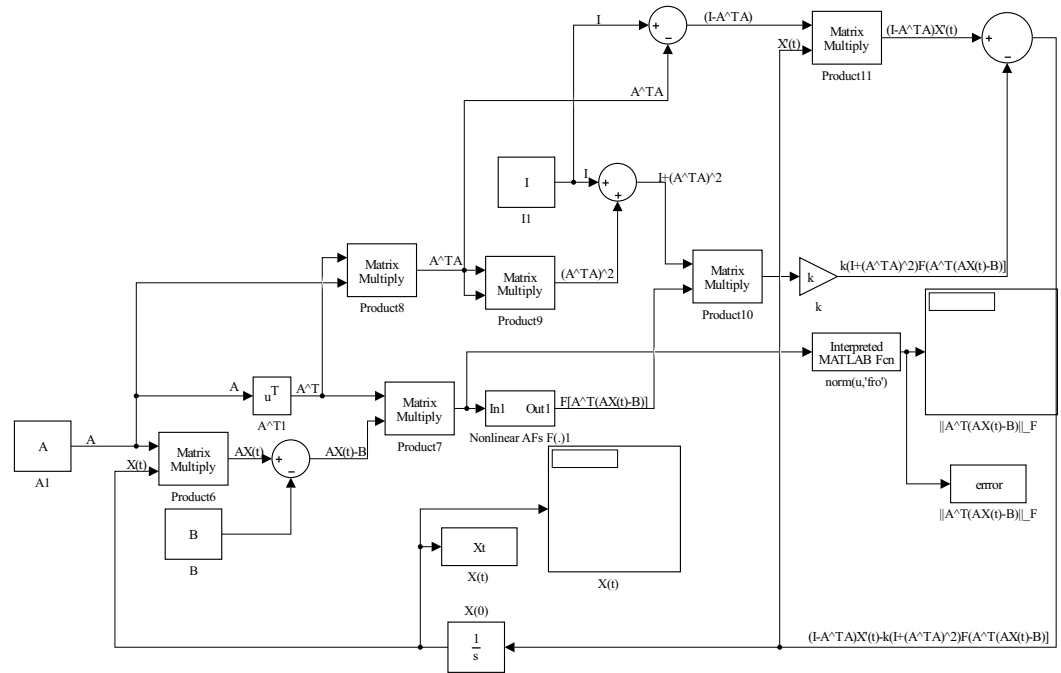 I
(I-A^TA)
X'(t)
Matrix
Multiply
Product11
(I-A^TA)X'(t)
A^TA
I
I1
I
I+(A^TA)^2
Matrix
Multiply
Product8
A^TA
Matrix
Multiply
Product9
(A^TA)^2
Matrix
Multiply
Product10
k
k
k(I+(A^TA)^2)F(A^T(AX(t)-B)]
Interpreted
MATLAB Fcn
norm(u,'fro')
||A^T(AX(t)-B)||_F
A
u^T
A^T1
A^T
Matrix
Multiply
Product7
In1 Out1
Nonlinear AFs F(.)1
F[A^T(AX(t)-B)]
A
A1
A
X(t)
Matrix
Multiply
Product6
AX(t)
AX(t)-B
B
B
errror
||A^T(AX(t)-B)||_F
Xt
X(t)
X(t)
X(0)
1
s
(I-A^TA)X'(t)-k(I+(A^TA)^2)F(A^T(AX(t)-B)]